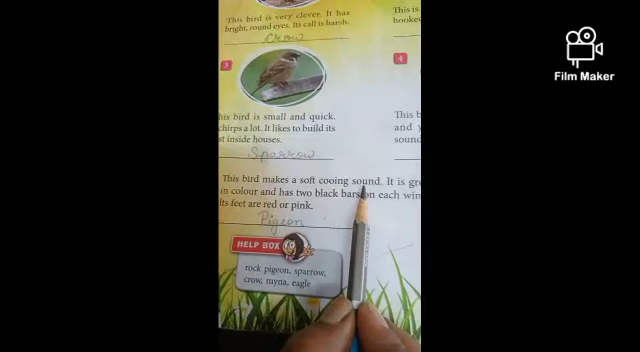 This bird is very clever. It has
bright, round eyes. Its call is harsh.
Crow
This is
hooked
3
4
his bird is small and quick.
chirps a lot. It likes to build its
st inside houses.
Sparrow
This b
and y
sound
This bird makes a soft cooing sound. It is gre
in colour and has two black bars on each win
Its feet are red or pink.
Pigeon
HELP BOX
rock pigeon, sparrow,
crow, myna, eagle
Film Maker